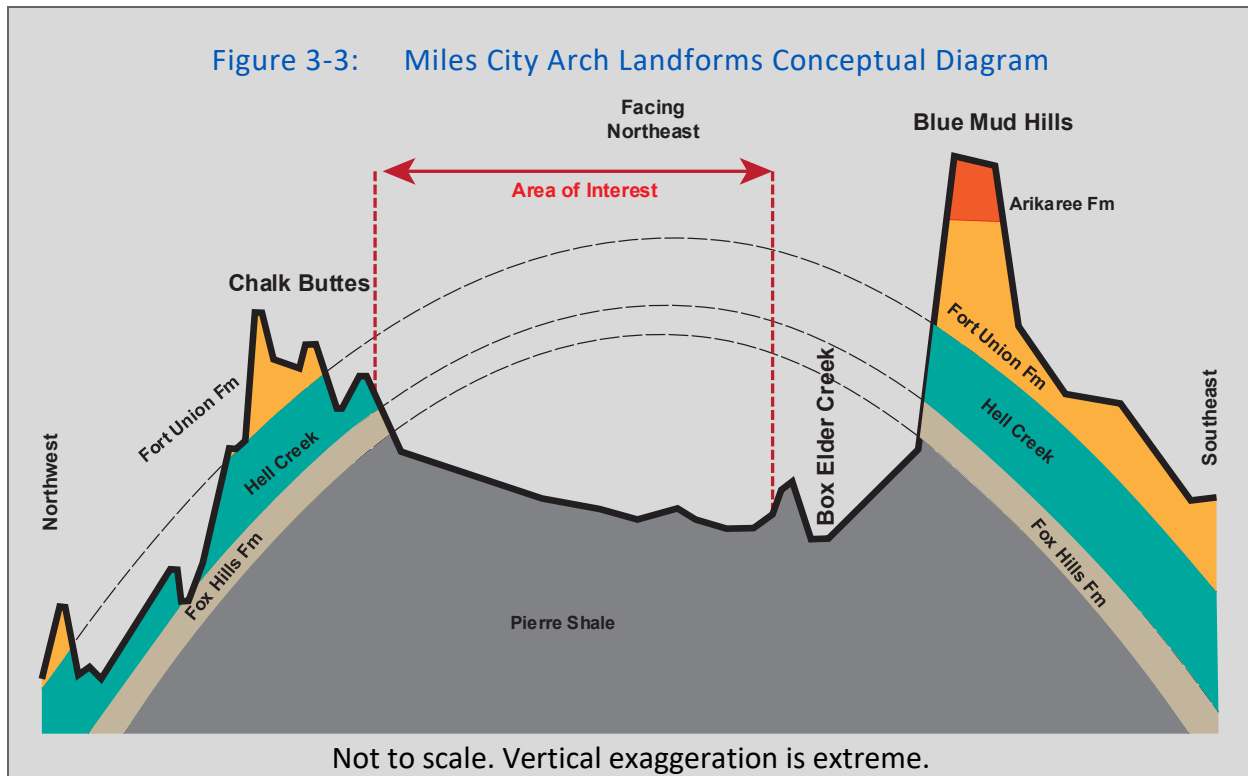 Figure 3-3: Miles City Arch Landforms Conceptual Diagram
Facing
Northeast
Blue Mud Hills
Area of Interest
Arikaree Fm
Chalk Buttes
Fort Union Fm
Fort Union Fm
Northwest
Hell Creek
Fox Hills Fm
Box Elder Creek
Hell Creek
Southeast
Fox Hills Fm
Pierre Shale
Not to scale. Vertical exaggeration is extreme.